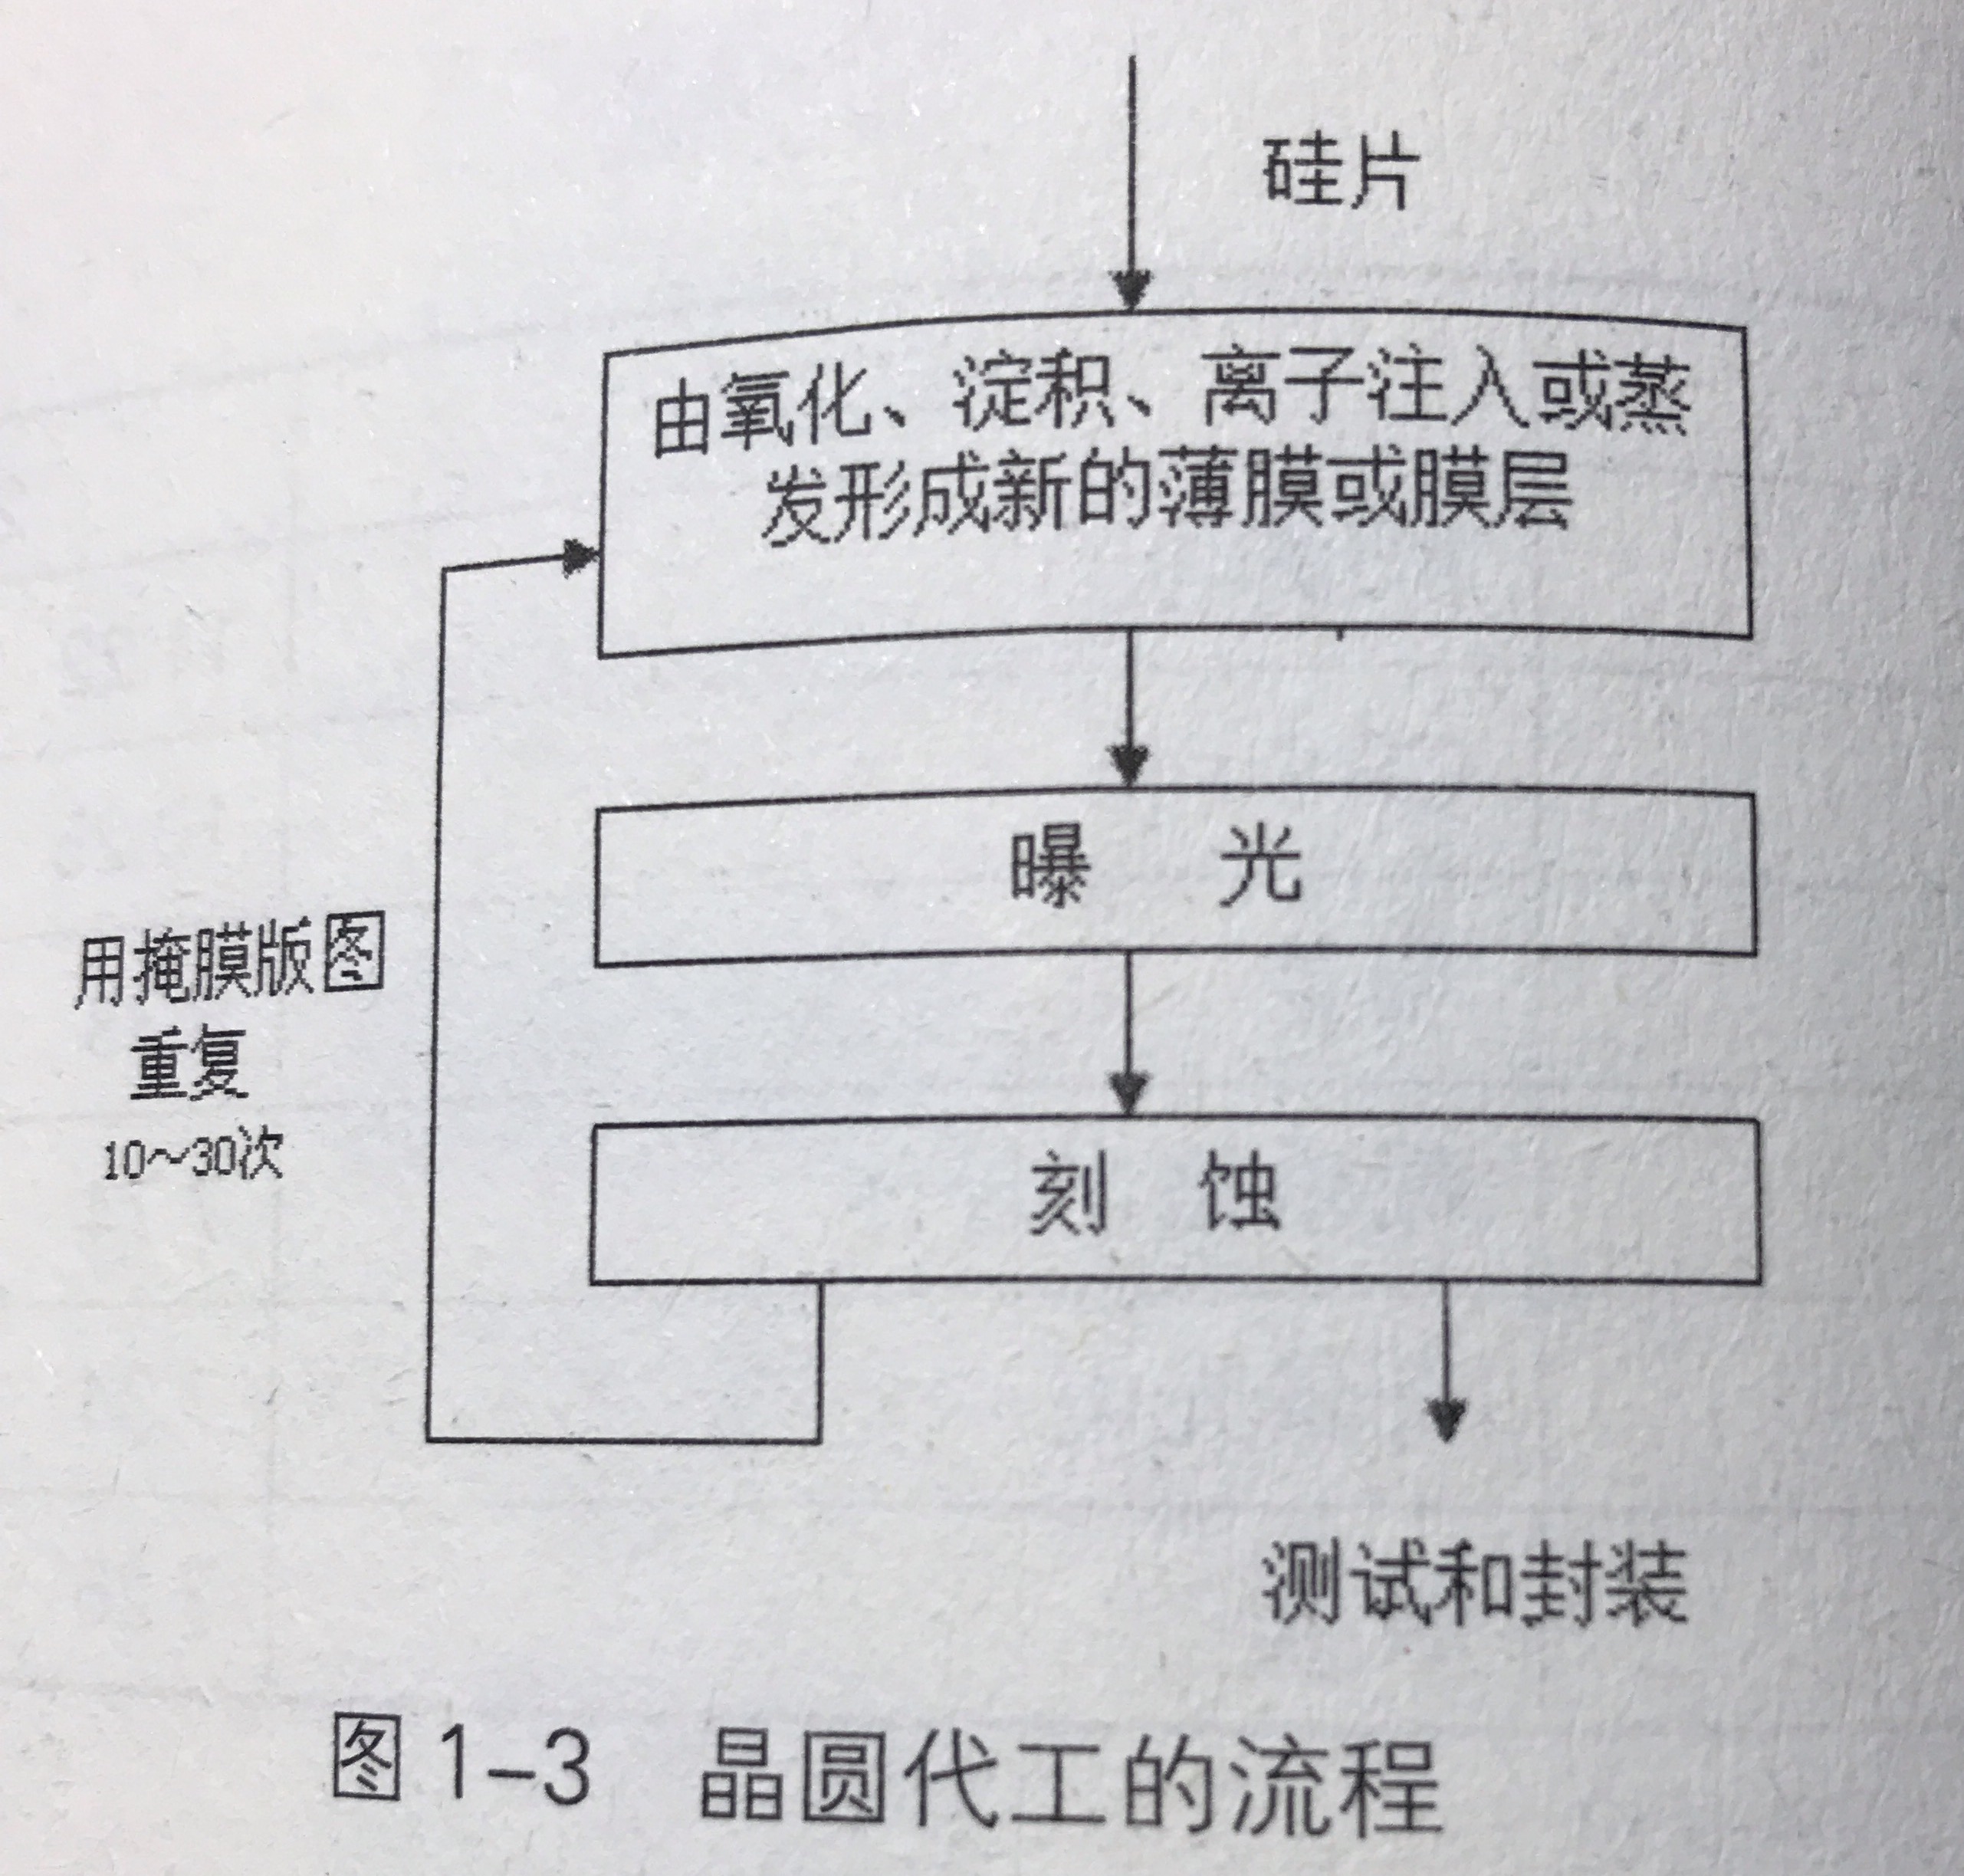 硅片
由氧化、淀积、离子注入或蒸
发形成新的薄膜或膜层
曝 光
用掩膜版图
重复
10～30次
刻 蚀
测试和封装
图1-3 晶圆代工的流程